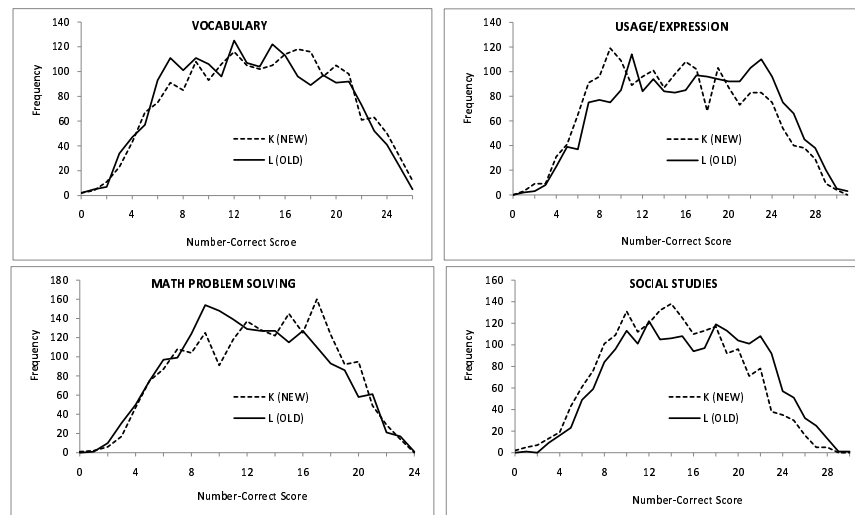 VOCABULARY
140
120
100
80
60
40
20
0
Frequency
K (NEW)
L (OLD)
0 4 8 12 16 20 24
Number-Correct Scroe
USAGE/EXPRESSION
140
120
100
80
60
40
20
0
Frequency
K (NEW)
L (OLD)
0 4 8 12 16 20 24 28
Number-Correct Score
MATH PROBLEM SOLVING
180
160
140
120
100
80
60
40
20
0
Frequency
K (NEW)
L (OLD)
0 4 8 12 16 20 24
Number-Correct Score
SOCIAL STUDIES
160
140
120
100
80
60
40
20
0
Frequency
K (NEW)
L (OLD)
0 4 8 12 16 20 24 28
Number-Correct Score